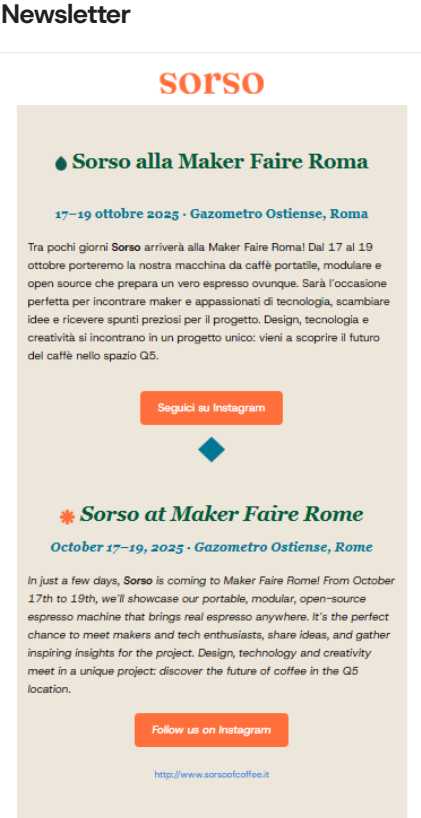 Newsletter
sorso
Sorso alla Maker Faire Roma
17–19 ottobre 2025 · Gazometro Ostiense, Roma
Tra pochi giorni Sorso arriverà alla Maker Faire Roma! Dal 17 al 19
ottobre porteremo la nostra macchina da caffè portatile, modulare e
open source che prepara un vero espresso ovunque. Sarà l'occasione
perfetta per incontrare maker e appassionati di tecnologia, scambiare
idee e ricevere spunti preziosi per il progetto. Design, tecnologia e
creatività si incontrano in un progetto unico: vieni a scoprire il futuro
del caffè nello spazio Q5.
Seguici su Instagram
Sorso at Maker Faire Rome
October 17–19, 2025 · Gazometro Ostiense, Rome
In just a few days, Sorso is coming to Maker Faire Rome! From October
17th to 19th, we'll showcase our portable, modular, open-source
espresso machine that brings real espresso anywhere. It's the perfect
chance to meet makers and tech enthusiasts, share ideas, and gather
inspiring insights for the project. Design, technology and creativity
meet in a unique project: discover the future of coffee in the Q5
location.
Follow us on Instagram
http://www.sorsoofcoffee.it